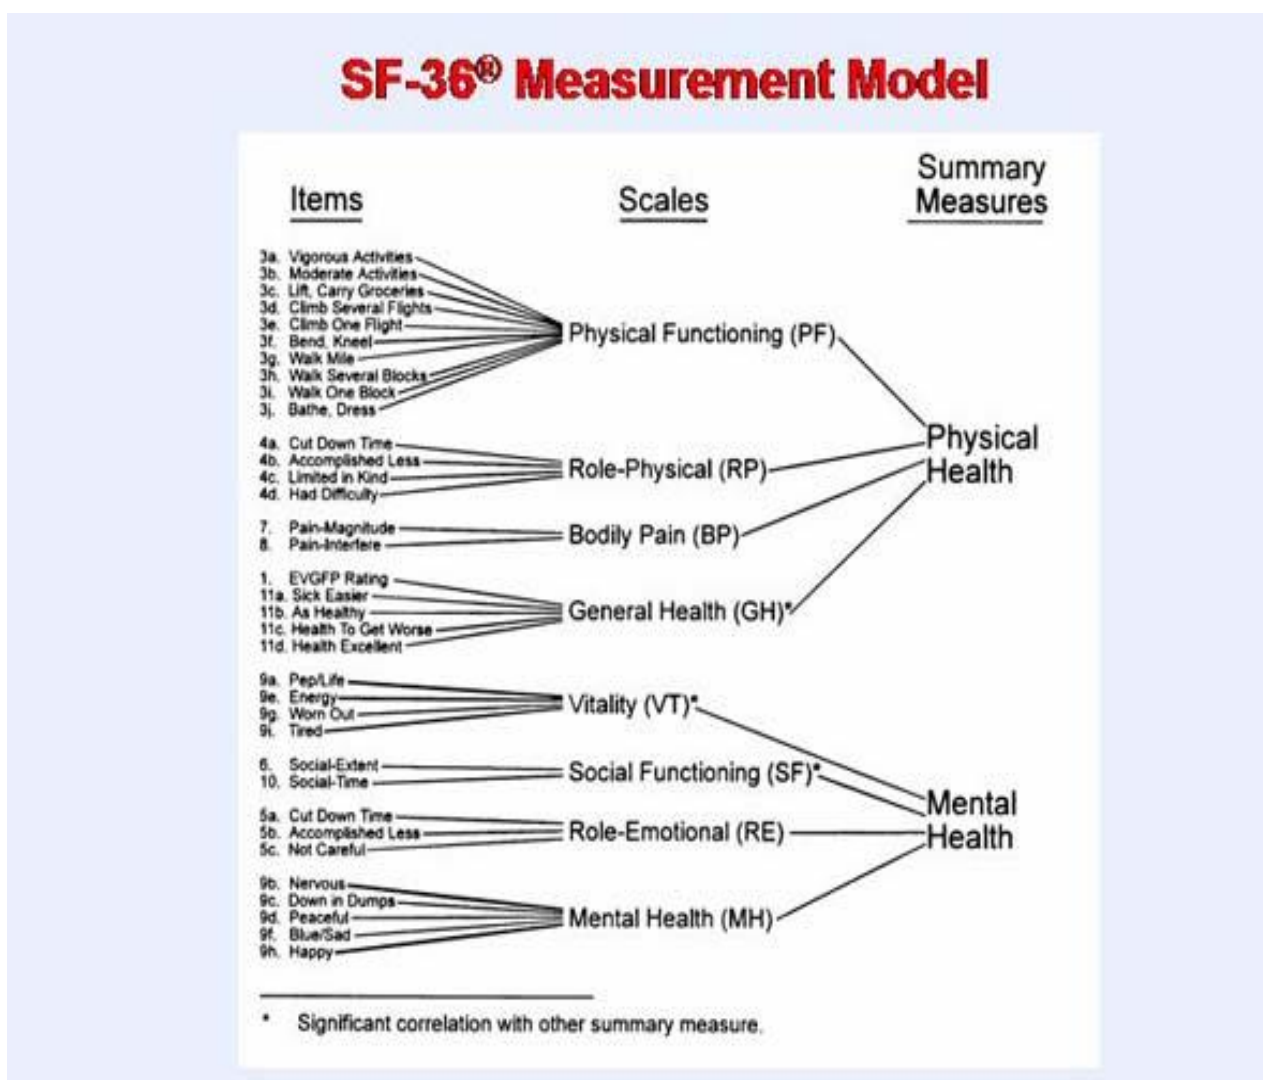 SF-36® Measurement Model
Items
Scales
Summary
Measures
3a. Vigorous Activities
3b. Moderate Activities
3c. Lift, Carry Groceries
3d. Climb Several Flights
3e. Climb One Flight
3f. Bend, Kneel
3g. Walk Mile
3h. Walk Several Blocks
3i. Walk One Block
3j. Bathe, Dress
Physical Functioning (PF)
4a. Cut Down Time
4b. Accomplished Less
4c. Limited in Kind
4d. Had Difficulty
Role-Physical (RP)
7. Pain-Magnitude
8. Pain-Interfere
Bodily Pain (BP)
1. EVGFP Rating
11a. Sick Easier
11b. As Healthy
11c. Health To Get Worse
11d. Health Excellent
General Health (GH)*
Physical
Health
9a. Pep/Life
9e. Energy
9g. Worn Out
9i. Tired
Vitality (VT)*
6. Social-Extent
10. Social-Time
Social Functioning (SF)*
5a. Cut Down Time
5b. Accomplished Less
5c. Not Careful
Role-Emotional (RE)
9b. Nervous
9c. Down in Dumps
9d. Peaceful
9f. Blue/Sad
9h. Happy
Mental Health (MH)
Mental
Health
* Significant correlation with other summary measure.